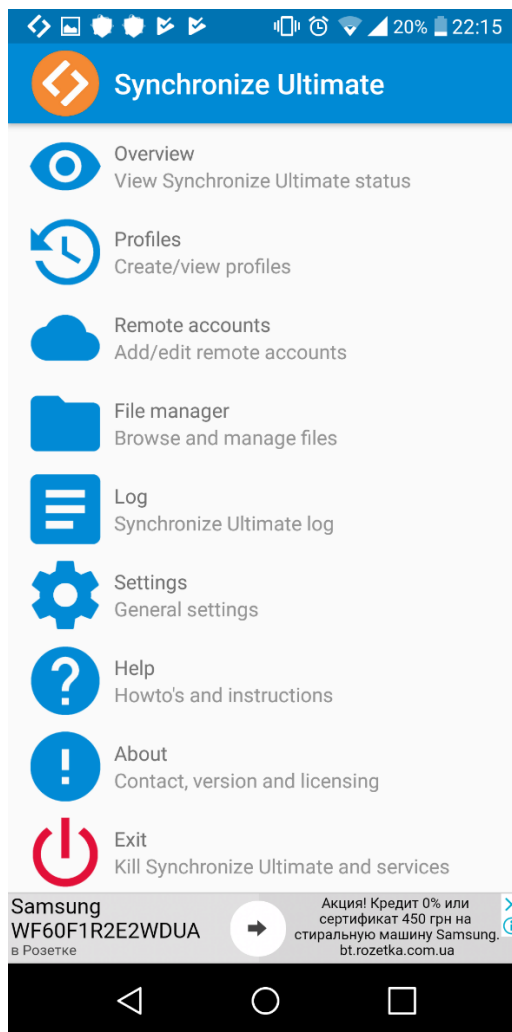 20% 22:15
Synchronize Ultimate
Overview
View Synchronize Ultimate status
Profiles
Create/view profiles
Remote accounts
Add/edit remote accounts
File manager
Browse and manage files
Log
Synchronize Ultimate log
Settings
General settings
Help
Howto's and instructions
About
Contact, version and licensing
Exit
Kill Synchronize Ultimate and services
Samsung
WF60F1R2E2WDUA
в Розетке
Акция! Кредит 0% или
сертификат 450 грн на
стиральную машину Samsung.
bt.rozetka.com.ua